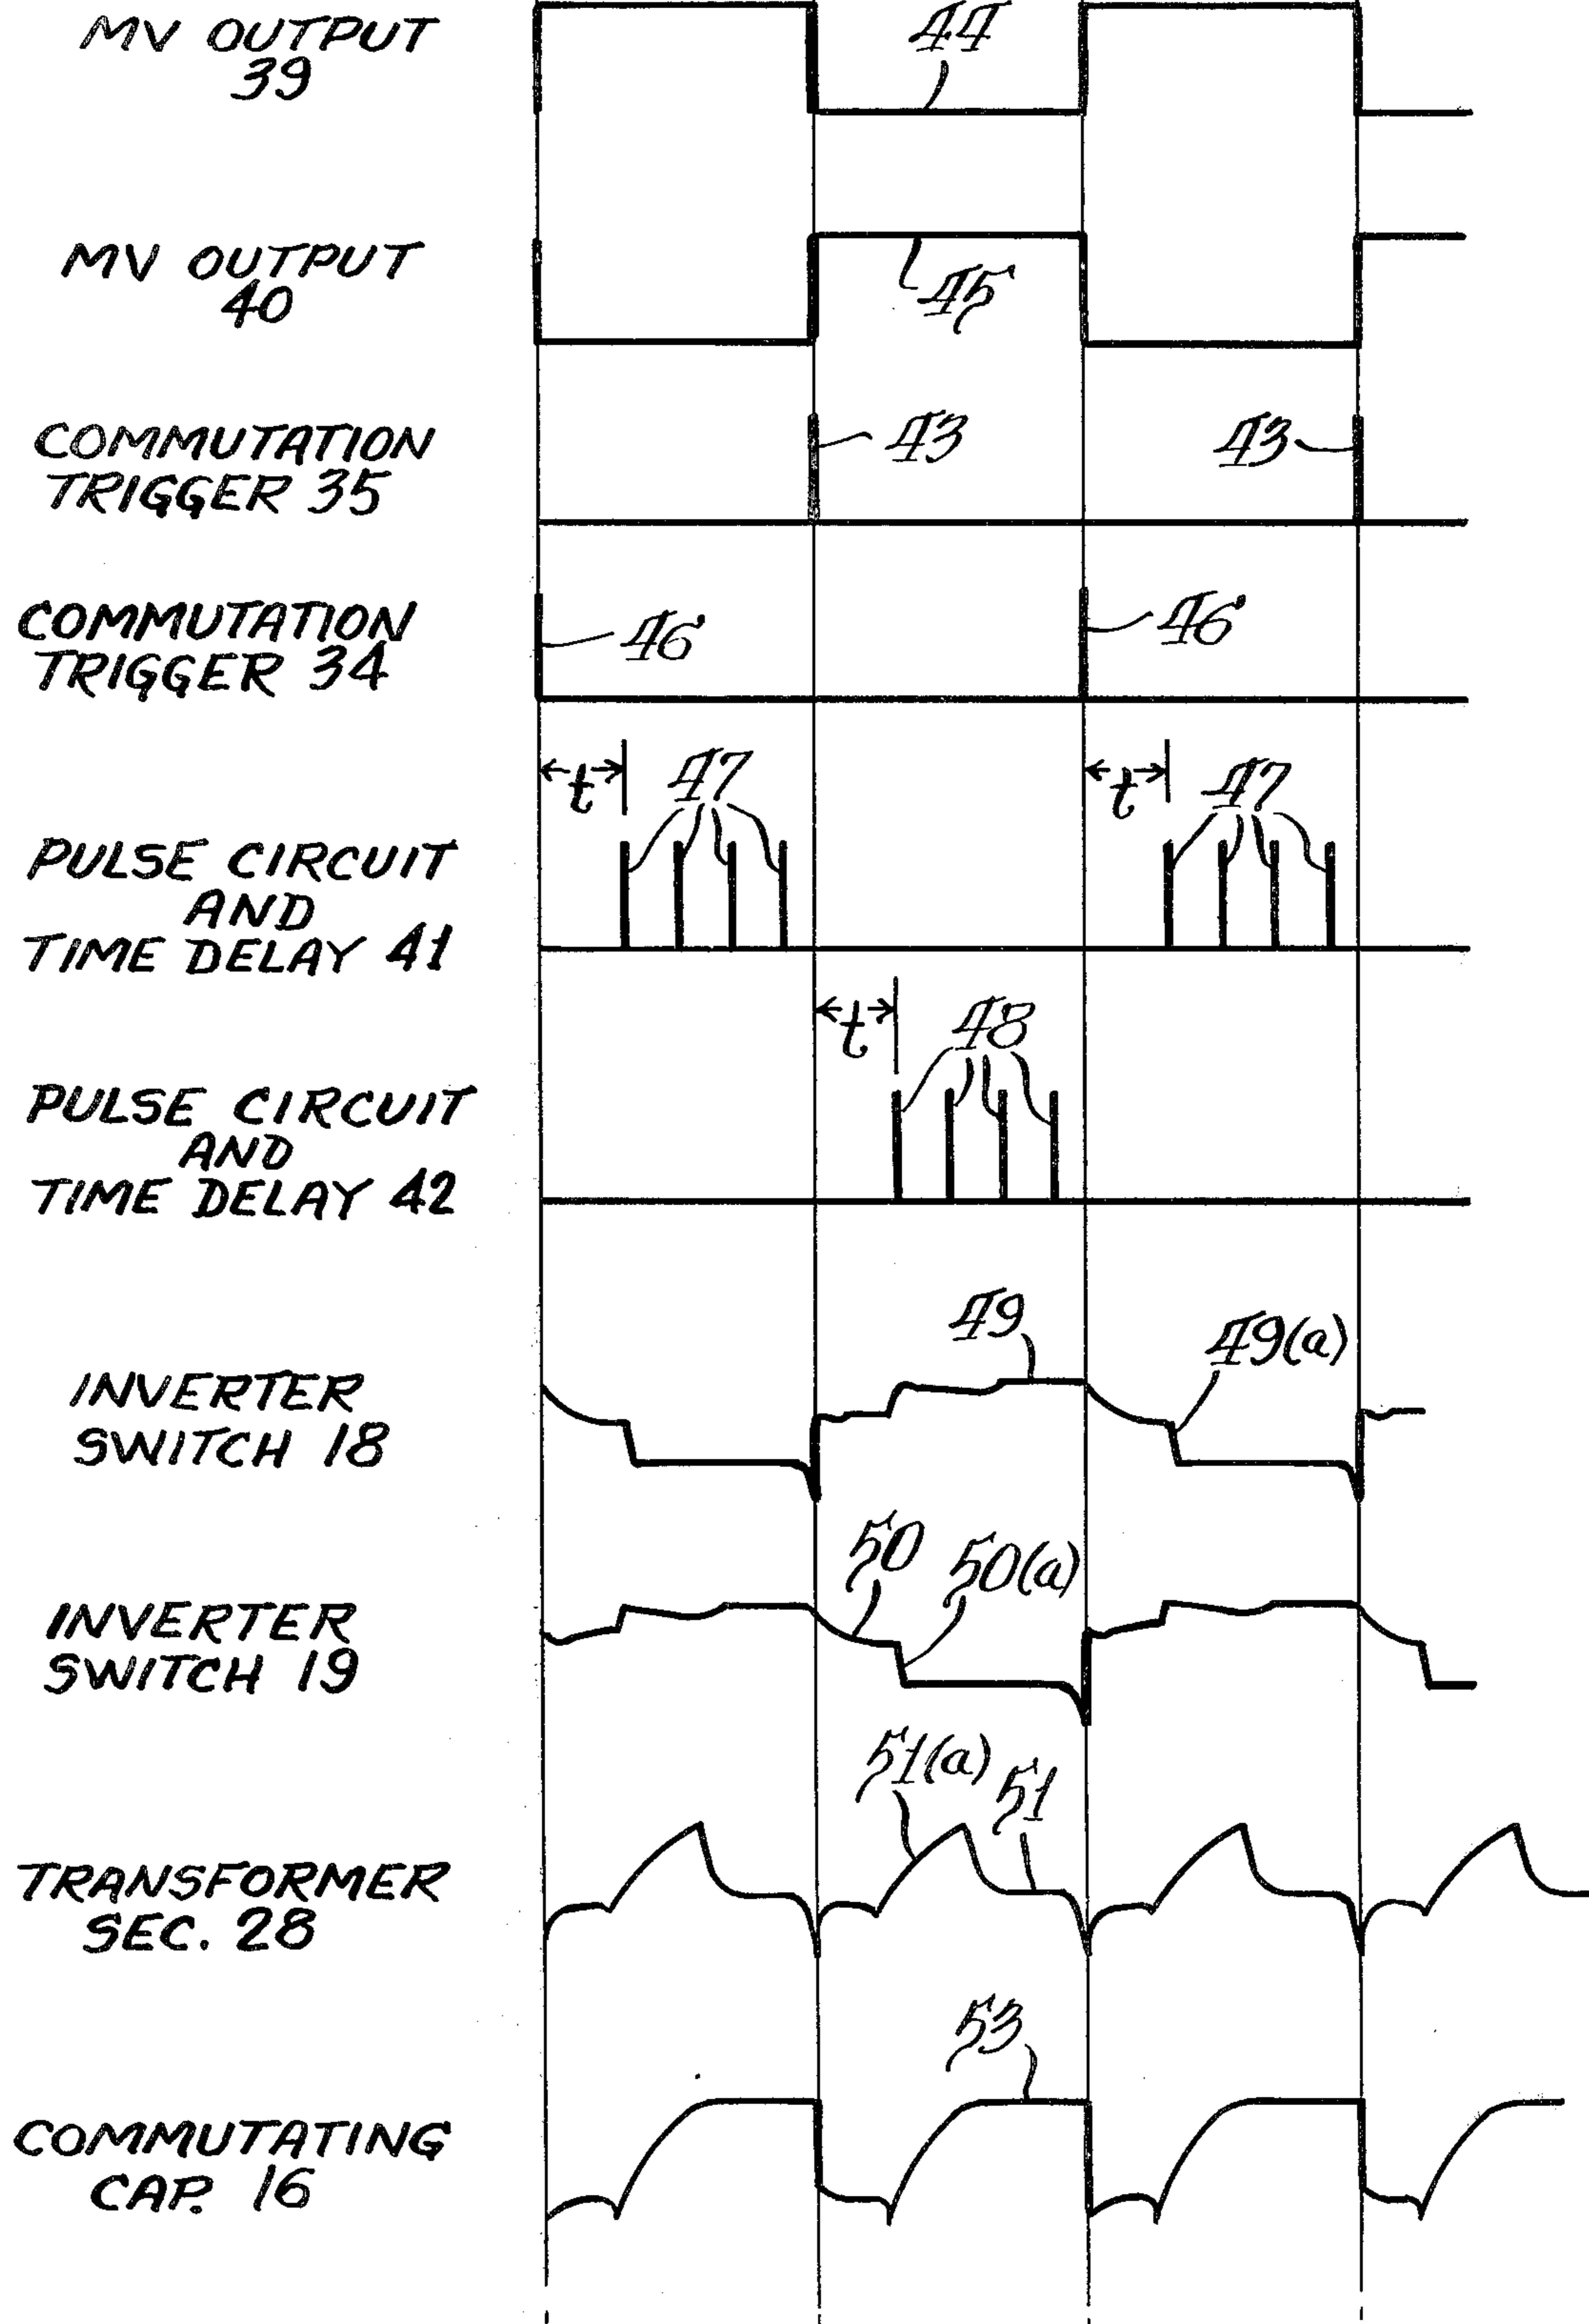 MV OUTPUT
39
44
MV OUTPUT
40
45
COMMUTATION
TRIGGER 35
43
43
COMMUTATION
TRIGGER 34
46
46
t
47
t
47
PULSE CIRCUIT
AND
TIME DELAY 41
t
48
PULSE CIRCUIT
AND
TIME DELAY 42
49
49(a)
INVERTER
SWITCH 18
50
50(a)
INVERTER
SWITCH 19
51(a)
51
TRANSFORMER
SEC. 28
53
COMMUTATING
CAP. 16